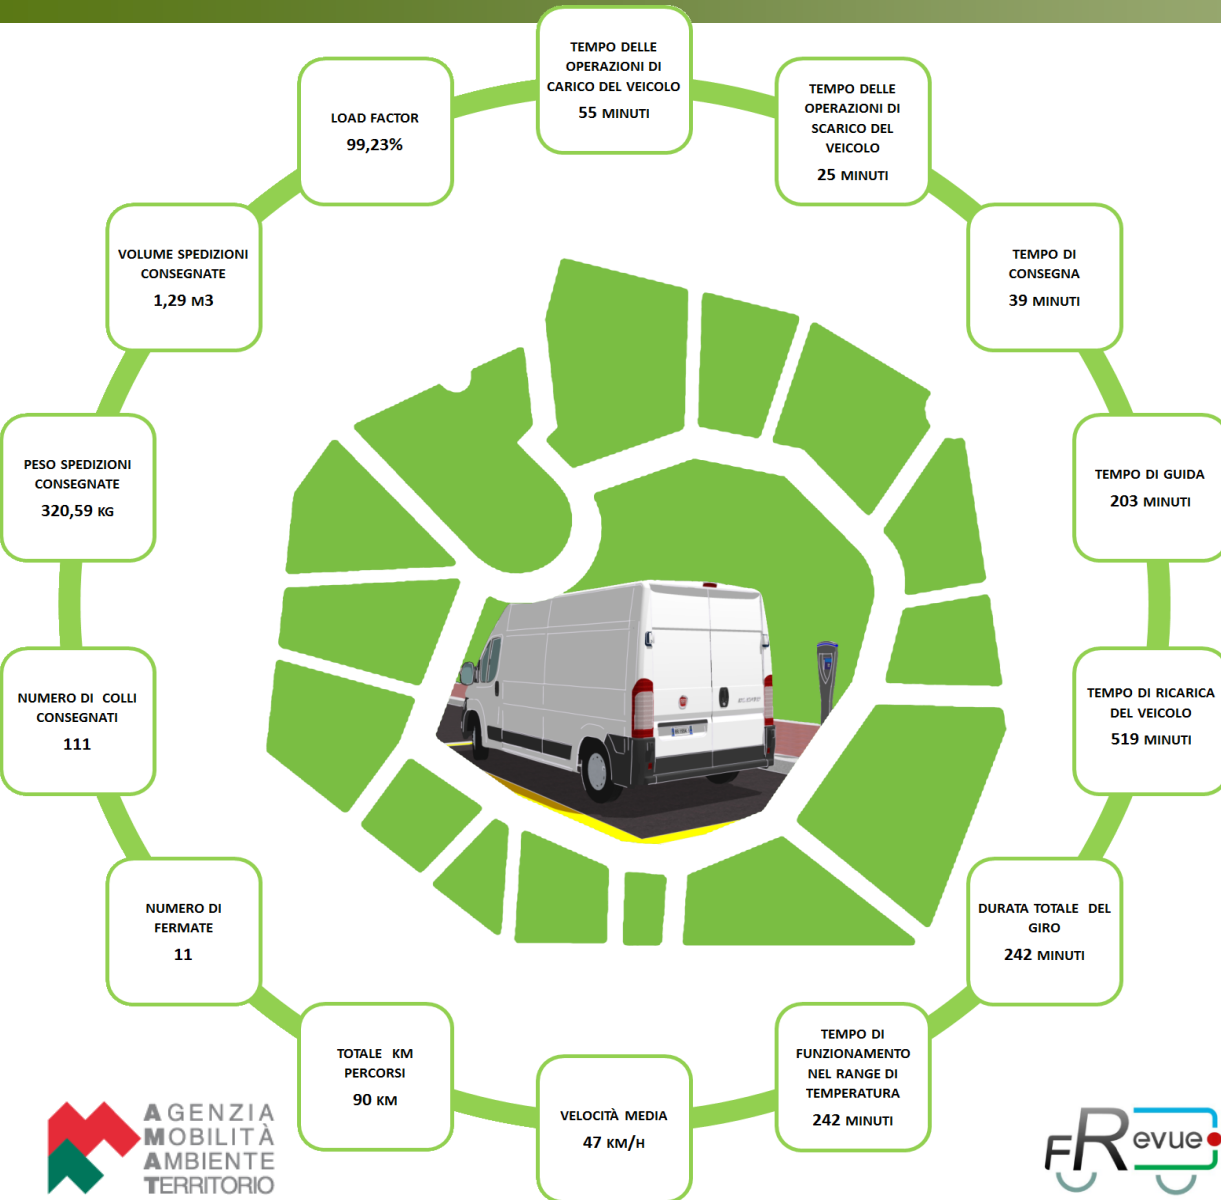 TEMPO DELLE
OPERAZIONI DI
CARICO DEL VEICOLO
55 MINUTI
TEMPO DELLE
OPERAZIONI DI
SCARICO DEL
VEICOLO
25 MINUTI
TEMPO DI
CONSEGNA
39 MINUTI
TEMPO DI GUIDA
203 MINUTI
TEMPO DI RICARICA
DEL VEICOLO
519 MINUTI
DURATA TOTALE DEL
GIRO
242 MINUTI
TEMPO DI
FUNZIONAMENTO
NEL RANGE DI
TEMPERATURA
242 MINUTI
VELOCITÀ MEDIA
47 KM/H
TOTALE KM
PERCORSI
90 KM
NUMERO DI
FERMATE
11
NUMERO DI COLLI
CONSEGNATI
111
PESO SPEDIZIONI
CONSEGNATE
320,59 KG
VOLUME SPEDIZIONI
CONSEGNATE
1,29 M3
LOAD FACTOR
99,23%
AGENZIA
MOBILITÀ
AMBIENTE
TERRITORIO
FRevue